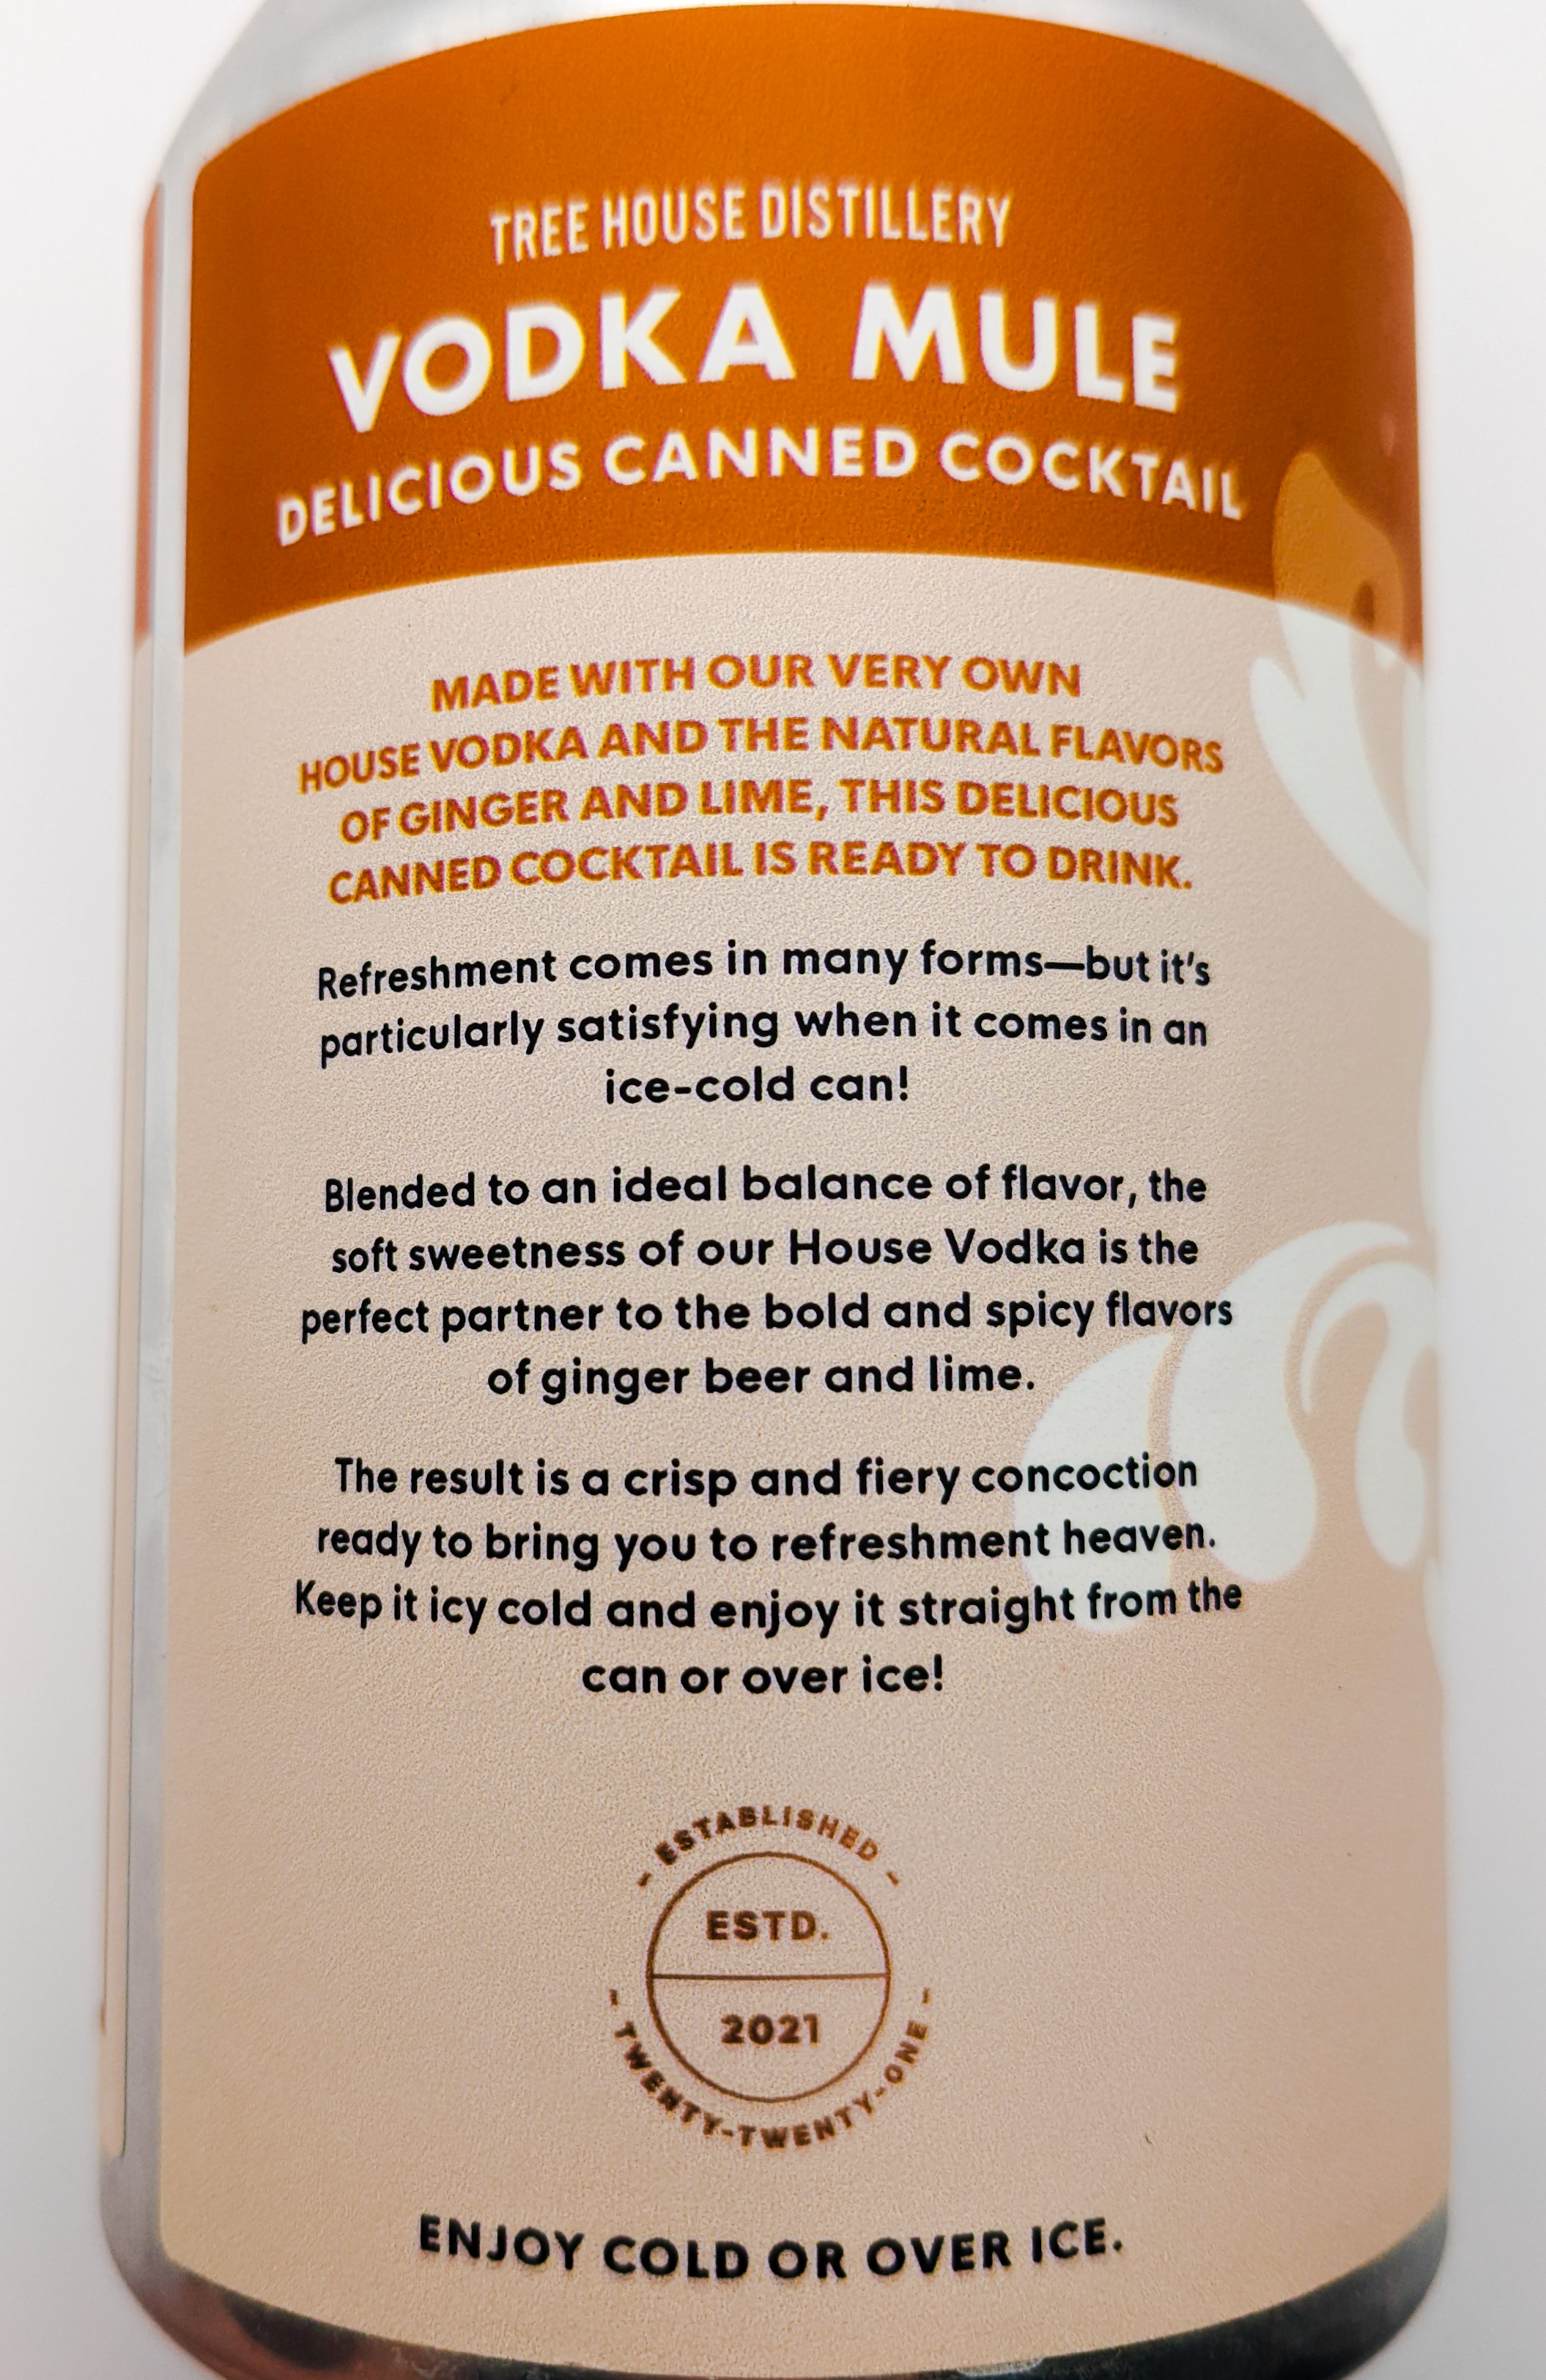 TREE HOUSE DISTILLERY
VODKA MULE
DELICIOUS CANNED COCKTAIL
MADE WITH OUR VERY OWN
HOUSE VODKA AND THE NATURAL FLAVORS
OF GINGER AND LIME, THIS DELICIOUS
CANNED COCKTAIL IS READY TO DRINK.
Refreshment comes in many forms—but it's
particularly satisfying when it comes in an
ice-cold can!
Blended to an ideal balance of flavor, the
soft sweetness of our House Vodka is the
perfect partner to the bold and spicy flavors
of ginger beer and lime.
The result is a crisp and fiery concoction
ready to bring you to refreshment heaven.
Keep it icy cold and enjoy it straight from the
can or over ice!
- ESTABLISHED -
ESTD.
2021
- TWENTY-TWENTY-ONE -
ENJOY COLD OR OVER ICE.